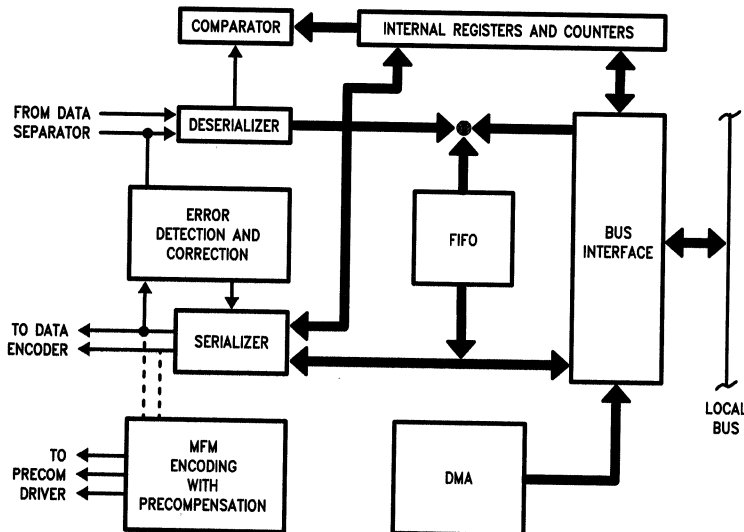 COMPARATOR
INTERNAL REGISTERS AND COUNTERS
FROM DATA
SEPARATOR
DESERIALIZER
ERROR
DETECTION AND
CORRECTION
FIFO
BUS
INTERFACE
TO DATA
ENCODER
SERIALIZER
LOCAL
BUS
TO
PRECOM
DRIVER
MFM
ENCODING
WITH
PRECOMPENSATION
DMA